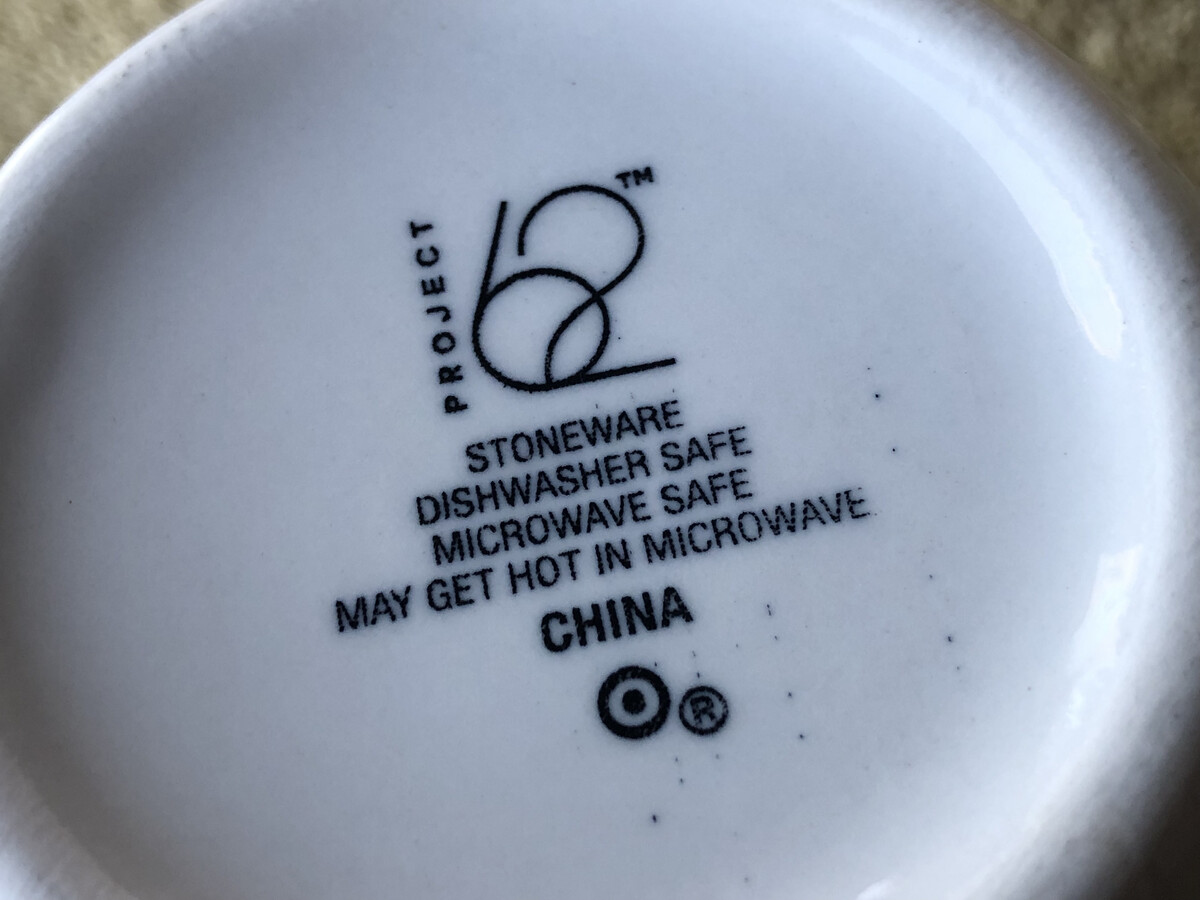 PROJECT
62™
STONEWARE
DISHWASHER SAFE
MICROWAVE SAFE
MAY GET HOT IN MICROWAVE
CHINA
®